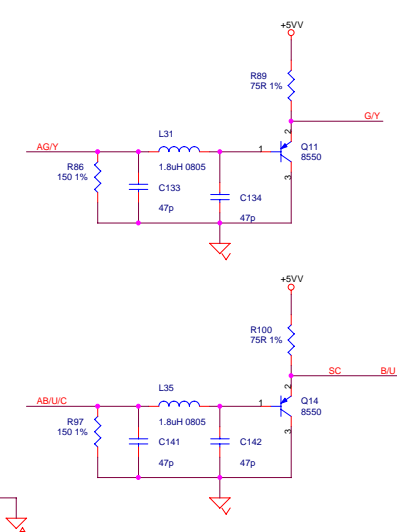 +5VV
R89
75R 1%
G/Y
L31
AG/Y
1
2
Q11
8550
R86
150 1%
1.8uH 0805
3
C133
C134
47p
47p
+5VV
R100
75R 1%
SC
B/U
L35
AB/U/C
1
2
Q14
8550
R97
150 1%
1.8uH 0805
3
C141
C142
47p
47p